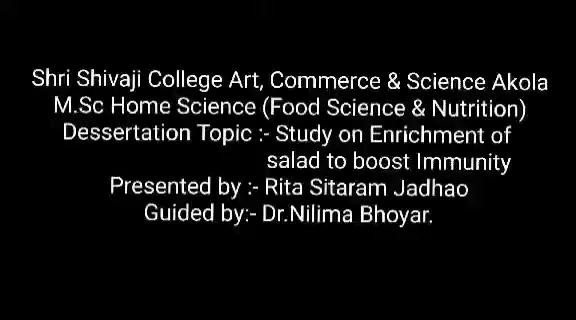 Shri Shivaji College Art, Commerce & Science Akola
M.Sc Home Science (Food Science & Nutrition)
Dessertation Topic :- Study on Enrichment of
salad to boost Immunity
Presented by :- Rita Sitaram Jadhao
Guided by:- Dr.Nilima Bhoyar.